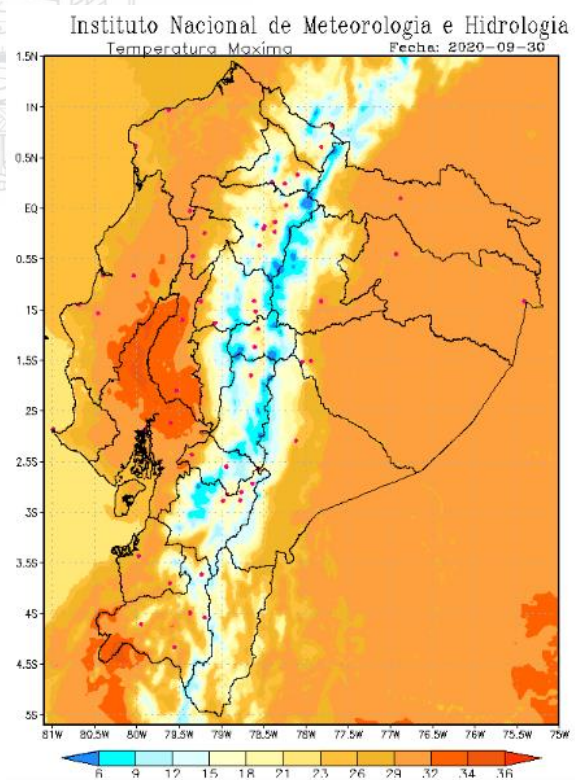 Instituto Nacional de Meteorologia e Hidrologia
Temperatura Maxíma Fecha: 2020-09-30
1.5N
1N
0.5N
EQ
0.5S
1S
1.5S
2S
2.5S
3S
3.5S
4S
4.5S
5S
81W 80.5W 80W 79.5W 79W 78.5W 78W 77.5W 77W 76.5W 76W 75.5W 75W
6 9 12 15 18 21 23 26 29 32 34 36